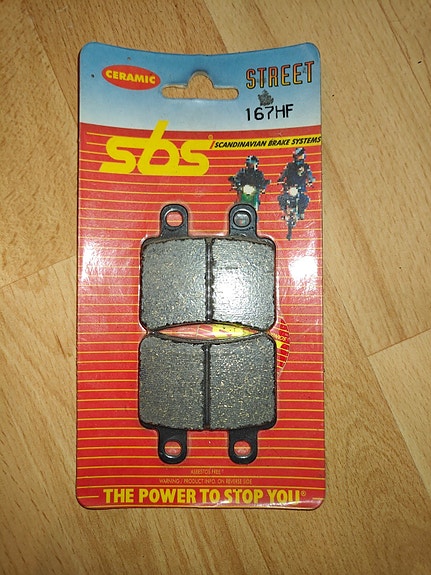 CERAMIC
STREET
167HF
sbs®
SCANDINAVIAN BRAKE SYSTEMS
ASBESTOS FREE
WARNING / PRODUCT INFO. ON REVERSE SIDE
THE POWER TO STOP YOU®